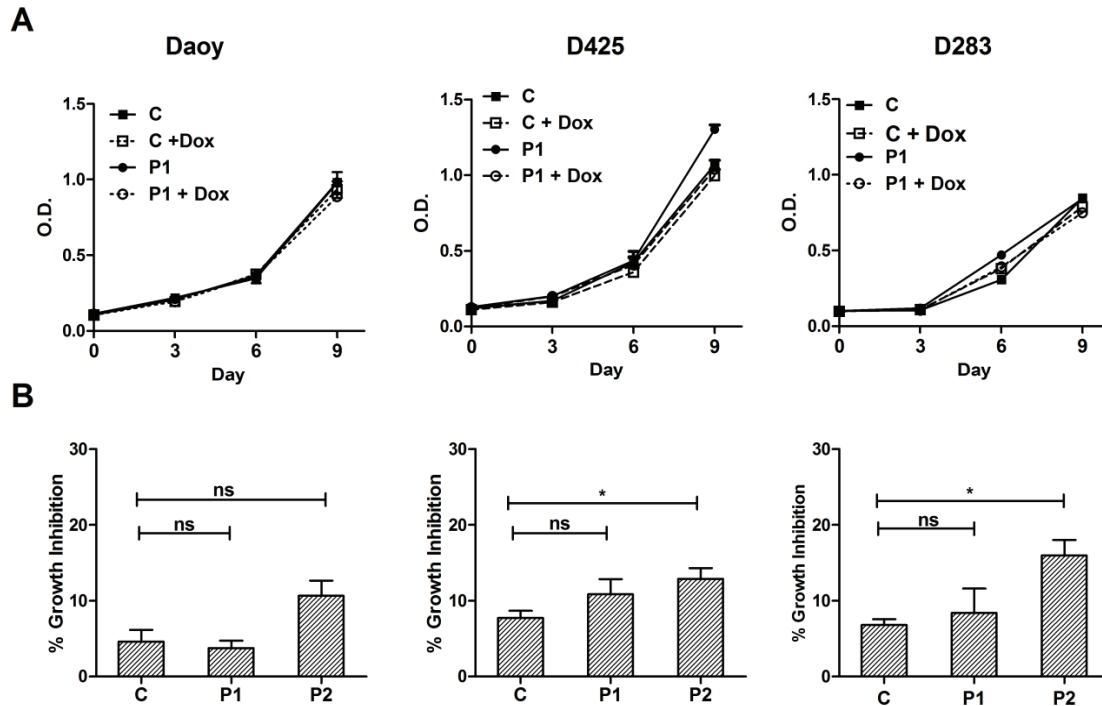 A
Daoy
D425
D283
1.5
1.0
0.5
0.0
O.D.
C
C +Dox
P1
P1 + Dox
0 3 6 9
Day
1.5
1.0
0.5
0.0
O.D.
C
C + Dox
P1
P1 + Dox
0 3 6 9
Day
1.5
1.0
0.5
0.0
O.D.
C
C + Dox
P1
P1 + Dox
0 3 6 9
Day
B
30
20
10
0
% Growth Inhibition
ns
ns
C P1 P2
30
20
10
0
% Growth Inhibition
*
ns
C P1 P2
30
20
10
0
% Growth Inhibition
*
ns
C P1 P2